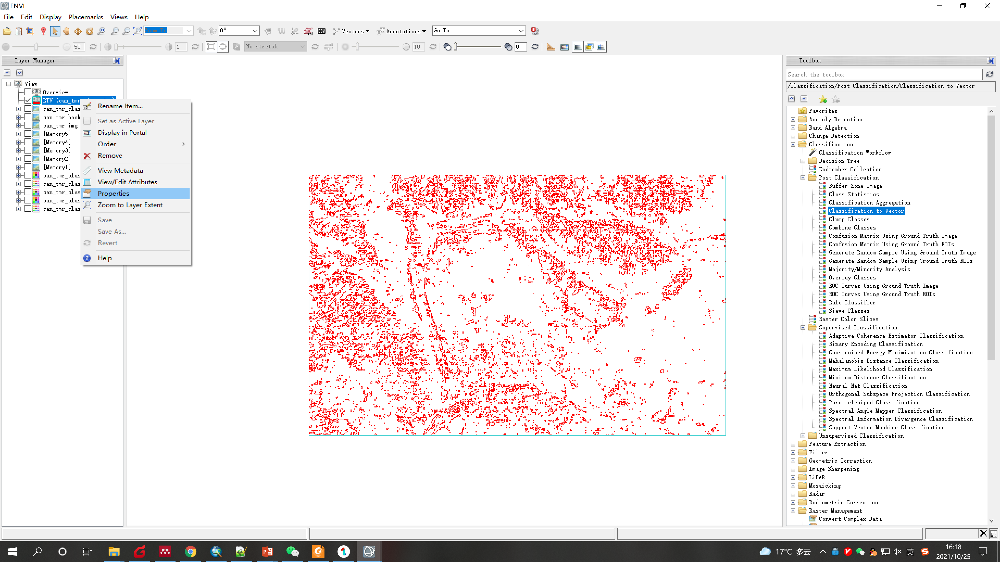 ENVI
File Edit Display Placemarks Views Help
Zoom To
0°
roi
Vectors
Annotations
Go To
50
1
No stretch
10
0
Layer Manager
View
Overview
RTV (can_tmr
can_tmr_clas
can_tmr_back
can_tmr.img
[Memory5]
[Memory4]
[Memory3]
[Memory2]
[Memory1]
can_tmr_clas
can_tmr_clas
can_tmr_clas
can_tmr_clas
can_tmr_clas
Rename Item...
Set as Active Layer
Display in Portal
Order
Remove
View Metadata
View/Edit Attributes
Properties
Zoom to Layer Extent
Save
Save As...
Revert
Help
Toolbox
Search the toolbox
/Classification/Post Classification/Classification to Vector
Favorites
Anomaly Detection
Band Algebra
Change Detection
Classification
Classification Workflow
Decision Tree
Endmember Collection
Post Classification
Buffer Zone Image
Class Statistics
Classification Aggregation
Classification to Vector
Clump Classes
Combine Classes
Confusion Matrix Using Ground Truth Image
Confusion Matrix Using Ground Truth ROIs
Generate Random Sample Using Ground Truth Image
Generate Random Sample Using Ground Truth ROIs
Majority/Minority Analysis
Overlay Classes
ROC Curves Using Ground Truth Image
ROC Curves Using Ground Truth ROIs
Rule Classifier
Sieve Classes
Raster Color Slices
Supervised Classification
Adaptive Coherence Estimator Classification
Binary Encoding Classification
Constrained Energy Minimization Classification
Mahalanobis Distance Classification
Maximum Likelihood Classification
Minimum Distance Classification
Neural Net Classification
Orthogonal Subspace Projection Classification
Parallelepiped Classification
Spectral Angle Mapper Classification
Spectral Information Divergence Classification
Support Vector Machine Classification
Unsupervised Classification
Feature Extraction
Filter
Geometric Correction
Image Sharpening
LiDAR
Mosaicking
Radar
Radiometric Correction
Raster Management
Convert Complex Data
17°C 多云
英
16:18
2021/10/25